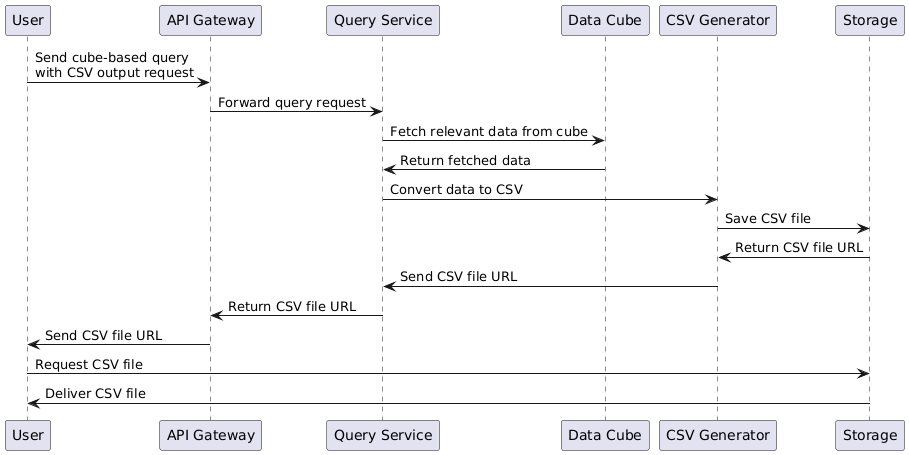 User
API Gateway
Query Service
Data Cube
CSV Generator
Storage
Send cube-based query
with CSV output request
Forward query request
Fetch relevant data from cube
Return fetched data
Convert data to CSV
Save CSV file
Return CSV file URL
Send CSV file URL
Return CSV file URL
Send CSV file URL
Request CSV file
Deliver CSV file
User
API Gateway
Query Service
Data Cube
CSV Generator
Storage